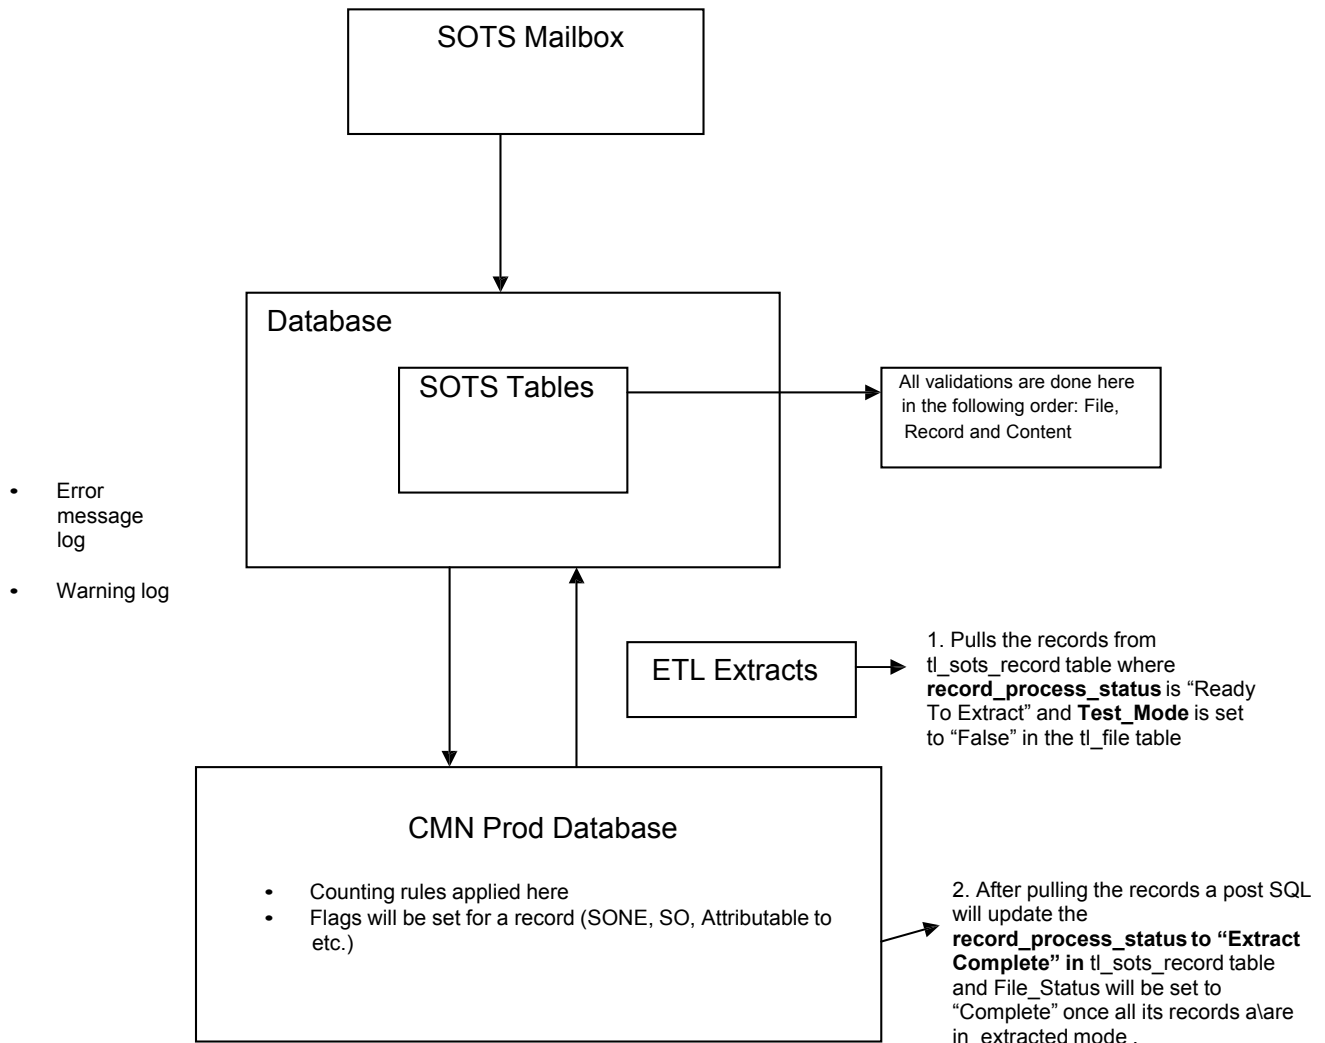 SOTS Mailbox
Database
SOTS Tables
All validations are done here
in the following order: File,
Record and Content
• Error
message
log
• Warning log
ETL Extracts
1. Pulls the records from
tl_sots_record table where
record_process_status is “Ready
To Extract” and Test_Mode is set
to “False” in the tl_file table
CMN Prod Database
• Counting rules applied here
• Flags will be set for a record (SONE, SO, Attributable to
etc.)
2. After pulling the records a post SQL
will update the
record_process_status to “Extract
Complete” in tl_sots_record table
and File_Status will be set to
“Complete” once all its records a\are
in extracted mode .